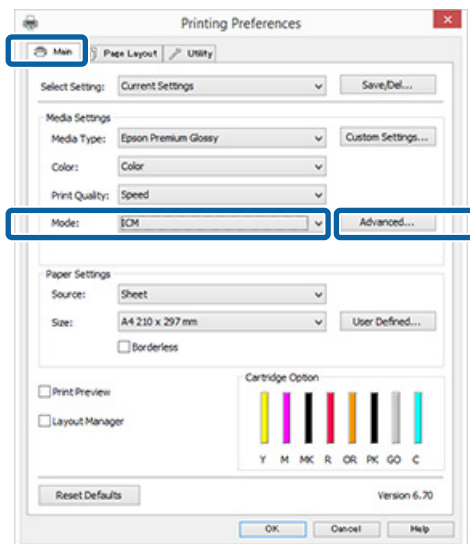 Printing Preferences
Main Page Layout Utility
Select Setting: Current Settings Save/Del...
Media Settings
Media Type: Epson Premium Glossy Custom Settings...
Color: Color
Print Quality: Speed
Mode: ICM Advanced...
Paper Settings
Source: Sheet
Size: A4 210 x 297 mm User Defined...
Borderless
Print Preview
Layout Manager
Cartridge Option
Y M MK R OR PK GO C
Reset Defaults Version 6.70
OK Cancel Help